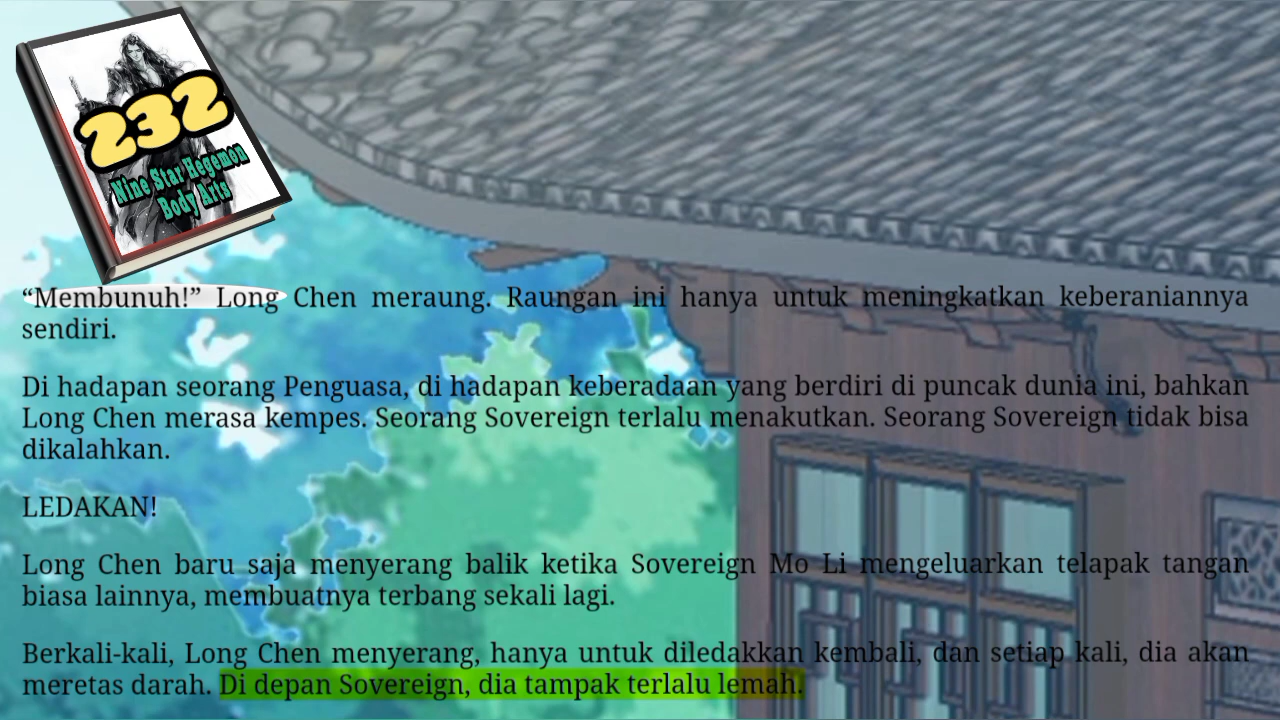 232
Nine Star Hegemon
Body Arts
“Membunuh!” Long Chen meraung. Raungan ini hanya untuk meningkatkan keberaniannya
sendiri.
Di hadapan seorang Penguasa, di hadapan keberadaan yang berdiri di puncak dunia ini, bahkan
Long Chen merasa kempes. Seorang Sovereign terlalu menakutkan. Seorang Sovereign tidak bisa
dikalahkan.
LEDAKAN!
Long Chen baru saja menyerang balik ketika Sovereign Mo Li mengeluarkan telapak tangan
biasa lainnya, membuatnya terbang sekali lagi.
Berkali-kali, Long Chen menyerang, hanya untuk diledakkan kembali, dan setiap kali, dia akan
meretas darah. Di depan Sovereign, dia tampak terlalu lemah.